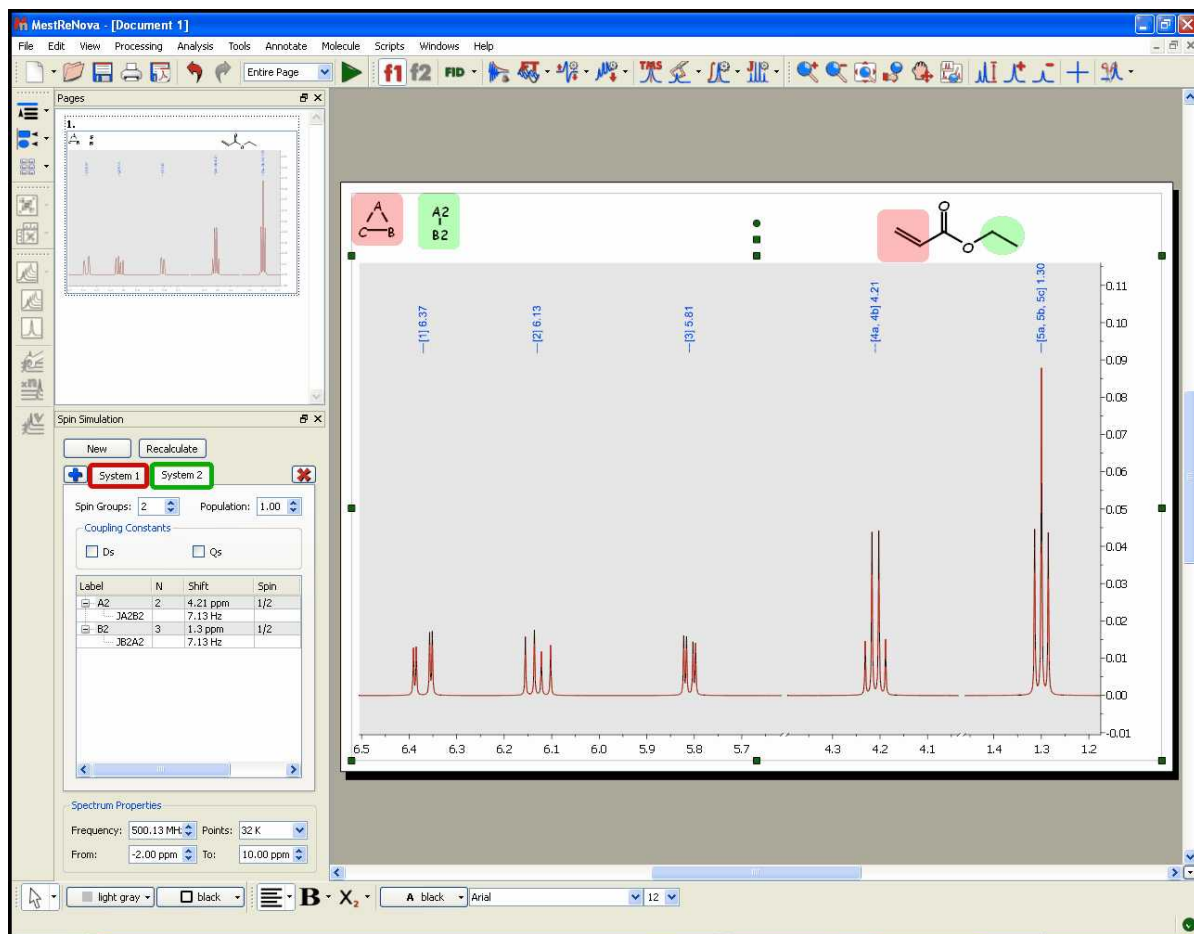 MestReNova - [Document 1]
File Edit View Processing Analysis Tools Annotate Molecule Scripts Windows Help
Entire Page f1 f2 FID TMS
Pages
1.
Spin Simulation
New Recalculate
System 1 System 2
Spin Groups: 2 Population: 1.00
Coupling Constants
Ds Qs
Label N Shift Spin
A2 2 4.21 ppm 1/2
JA2B2 7.13 Hz
B2 3 1.3 ppm 1/2
JB2A2 7.13 Hz
Spectrum Properties
Frequency: 500.13 MH Points: 32 K
From: -2.00 ppm To: 10.00 ppm
A
C B
A2
B2
O
O
[1] 6.37
[2] 6.13
[3] 5.81
[4a, 4b] 4.21
[5a, 5b, 5c] 1.30
0.11
0.10
0.09
0.08
0.07
0.06
0.05
0.04
0.03
0.02
0.01
0.00
-0.01
6.5 6.4 6.3 6.2 6.1 6.0 5.9 5.8 5.7 4.3 4.2 4.1 1.4 1.3 1.2
light gray black B X2 A black Arial 12